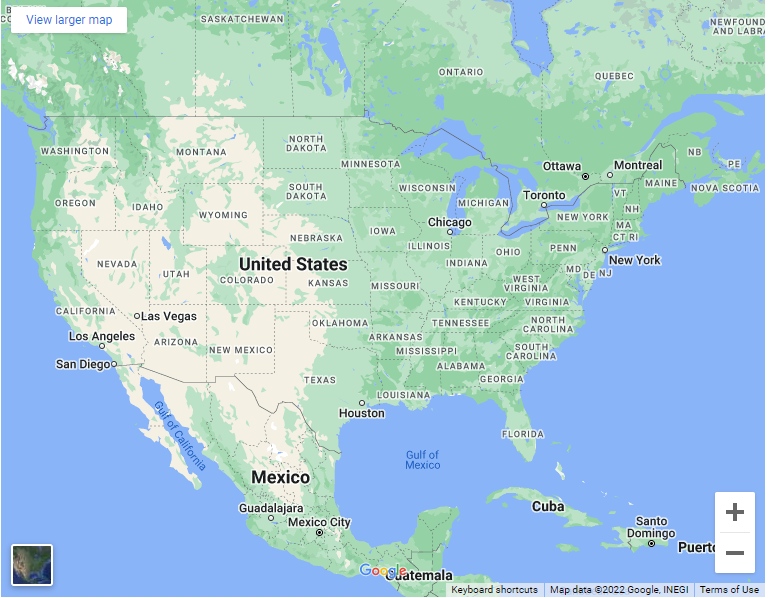 View larger map
SASKATCHEWAN
NEWFOUND
AND LABRA
ONTARIO
QUEBEC
WASHINGTON
MONTANA
NORTH
DAKOTA
MINNESOTA
Ottawa
Montreal
NB
PE
MAINE
NOVA SCOTIA
OREGON
IDAHO
WYOMING
SOUTH
DAKOTA
WISCONSIN
MICHIGAN
Toronto
VT
NH
NEW YORK
MA
CT RI
Chicago
IOWA
ILLINOIS
NEBRASKA
United States
NEVADA
UTAH
COLORADO
KANSAS
MISSOURI
INDIANA
OHIO
PENN
New York
MD
DE
NJ
WEST
VIRGINIA
KENTUCKY
VIRGINIA
CALIFORNIA
Las Vegas
Los Angeles
San Diego
ARIZONA
NEW MEXICO
OKLAHOMA
ARKANSAS
TENNESSEE
NORTH
CAROLINA
SOUTH
CAROLINA
MISSISSIPPI
ALABAMA
GEORGIA
TEXAS
LOUISIANA
Houston
FLORIDA
Gulf of California
Gulf of
Mexico
Mexico
Guadalajara
Mexico City
Cuba
Santo
Domingo
Puerto
Guatemala
Google
+
−
Keyboard shortcuts
Map data ©2022 Google, INEGI
Terms of Use